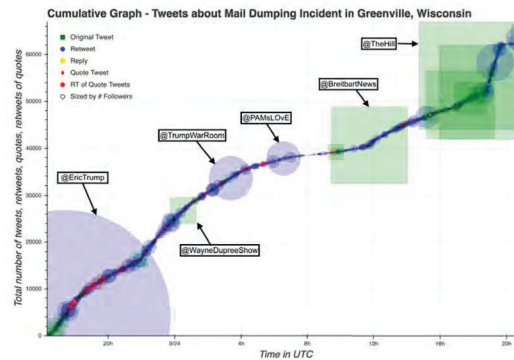 Cumulative Graph - Tweets about Mail Dumping Incident in Greenville, Wisconsin
Total number of tweets, retweets, quotes, retweets of quotes
60000
50000
40000
30000
20000
10000
0
Original Tweet
Retweet
Reply
Quote Tweet
RT of Quote Tweets
Sized by # Followers
@TheHill
@BreitbartNews
@PAMsLOvE
@TrumpWarRoom
@EricTrump
@WayneDupreeShow
20h
3/24
4h
8h
12h
16h
20h
Time in UTC